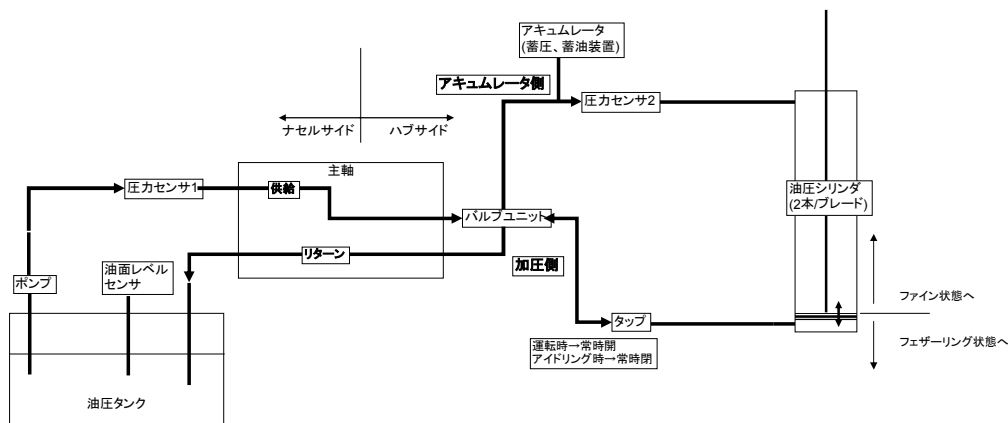 アキュムレータ
(蓄圧、蓄油装置)
アキュムレータ側
圧力センサ2
ナセルサイド
ハブサイド
主軸
圧力センサ1
供給
油圧シリンダ
(2本/ブレード)
バルブユニット
リターン
加圧側
ポンプ
油面レベル
センサ
ファイン状態へ
タップ
運転時→常時開
アイドリング時→常時閉
フェザーリング状態へ
油圧タンク